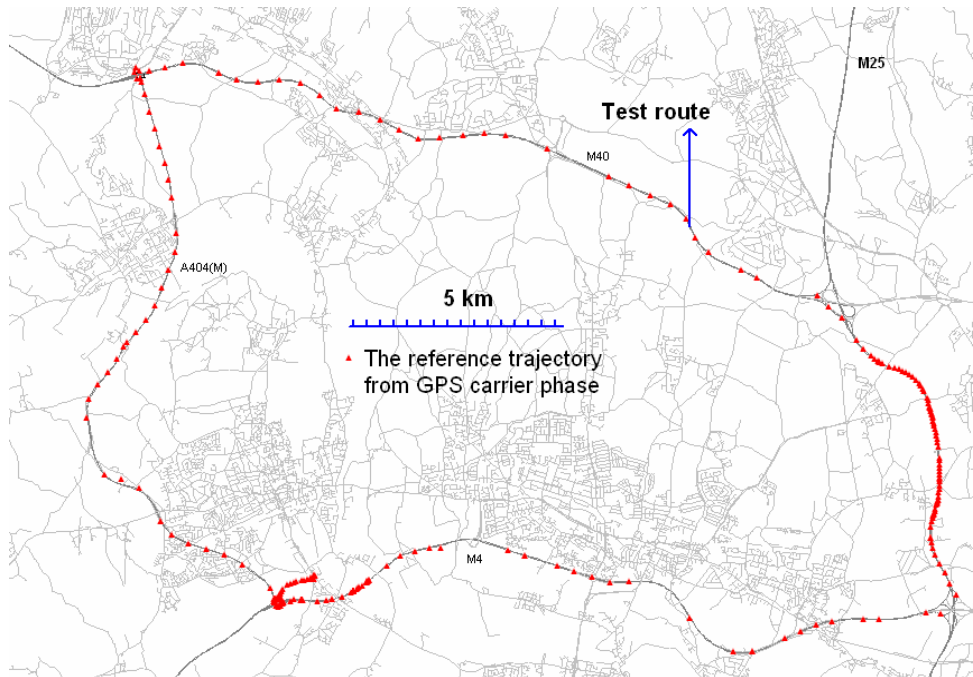 M25
Test route
M40
A404(M)
5 km
The reference trajectory
from GPS carrier phase
M4